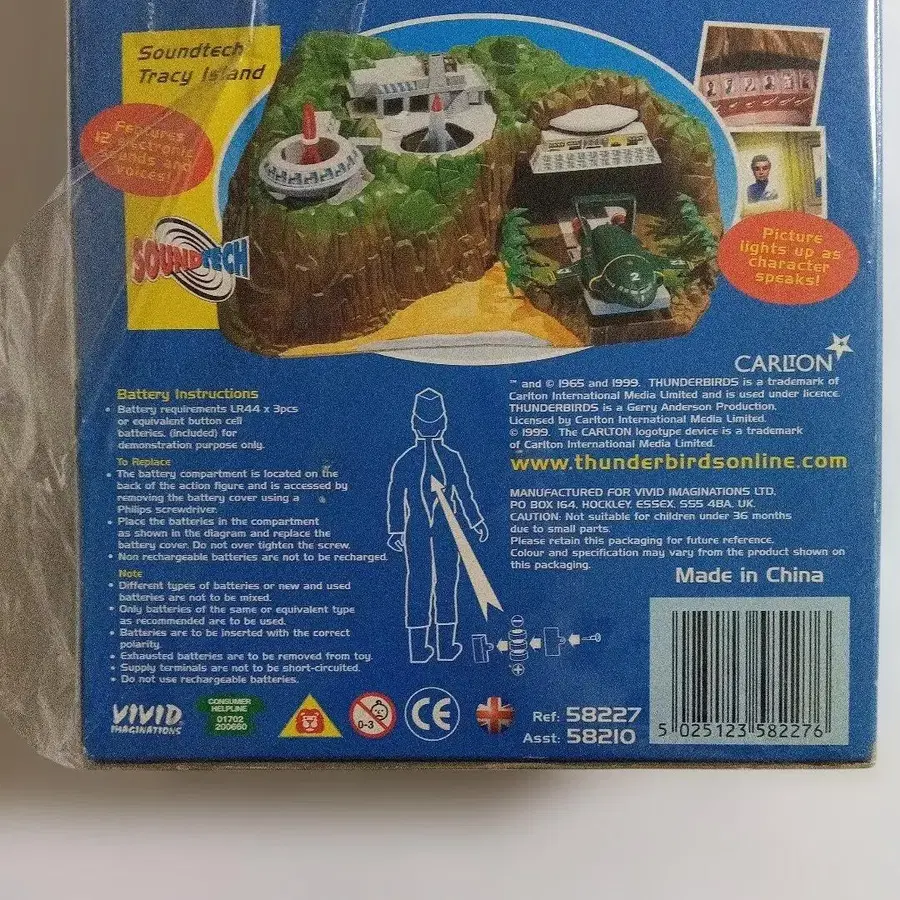 Soundtech
Tracy Island
Features
12 electronic
sounds and
voices!
SOUNDTECH
2
Picture
lights up as
character
speaks!
CARLTON
™ and © 1965 and 1999. THUNDERBIRDS is a trademark of
Carlton International Media Limited and is used under licence.
THUNDERBIRDS is a Gerry Anderson Production.
Licensed by Carlton International Media Limited.
© 1999. The CARLTON logotype device is a trademark
of Carlton International Media Limited.
www.thunderbirdsonline.com
MANUFACTURED FOR VIVID IMAGINATIONS LTD.
PO BOX 164, HOCKLEY, ESSEX, SS5 4BA. UK.
CAUTION: Not suitable for children under 36 months
due to small parts.
Please retain this packaging for future reference.
Colour and specification may vary from the product shown on
this packaging.
Made in China
Battery Instructions
• Battery requirements LR44 x 3pcs
or equivalent button cell
batteries. (included) for
demonstration purpose only.
To Replace
• The battery compartment is located on the
back of the action figure and is accessed by
removing the battery cover using a
Philips screwdriver.
• Place the batteries in the compartment
as shown in the diagram and replace the
battery cover. Do not over tighten the screw.
• Non rechargeable batteries are not to be recharged.
Note
• Different types of batteries or new and used
batteries are not to be mixed.
• Only batteries of the same or equivalent type
as recommended are to be used.
• Batteries are to be inserted with the correct
polarity.
• Exhausted batteries are to be removed from toy.
• Supply terminals are not to be short-circuited.
• Do not use rechargeable batteries.
VIVID
IMAGINATIONS
CONSUMER
HELPLINE
01702
200660
0-3
CE
Ref: 58227
Asst: 58210
5 025123 582276